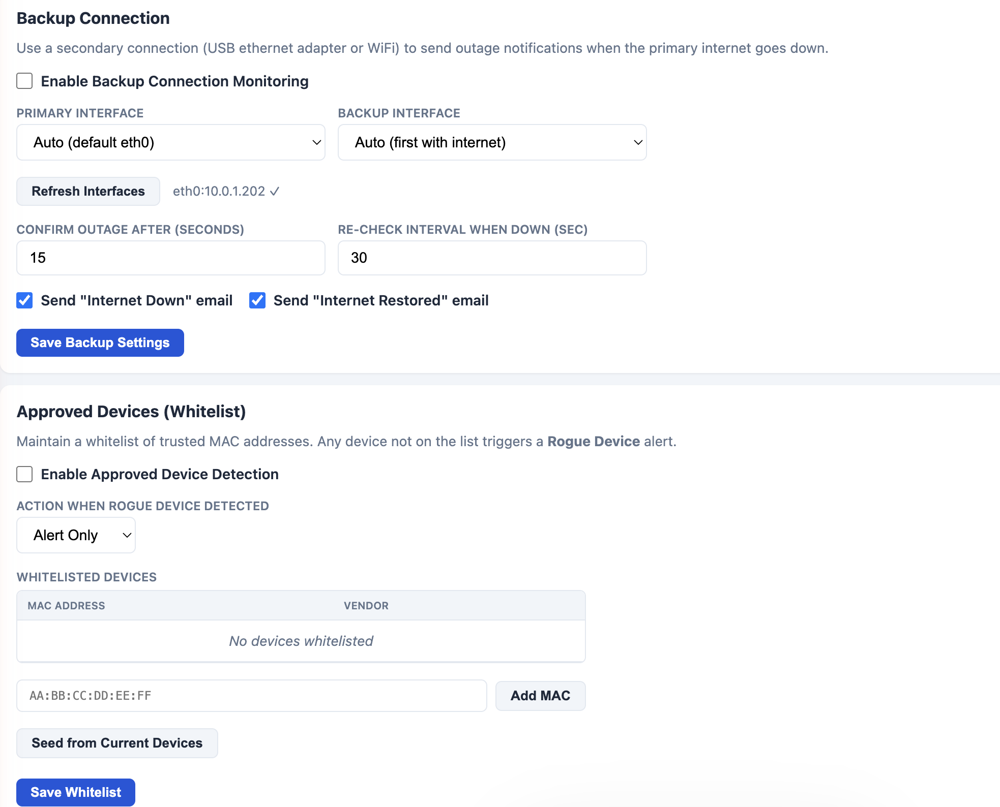 Backup Connection
Use a secondary connection (USB ethernet adapter or WiFi) to send outage notifications when the primary internet goes down.
Enable Backup Connection Monitoring
PRIMARY INTERFACE
BACKUP INTERFACE
Auto (default eth0)
Auto (first with internet)
Refresh Interfaces
eth0:10.0.1.202 ✓
CONFIRM OUTAGE AFTER (SECONDS)
RE-CHECK INTERVAL WHEN DOWN (SEC)
15
30
Send "Internet Down" email
Send "Internet Restored" email
Save Backup Settings
Approved Devices (Whitelist)
Maintain a whitelist of trusted MAC addresses. Any device not on the list triggers a Rogue Device alert.
Enable Approved Device Detection
ACTION WHEN ROGUE DEVICE DETECTED
Alert Only
WHITELISTED DEVICES
MAC ADDRESS
VENDOR
No devices whitelisted
AA:BB:CC:DD:EE:FF
Add MAC
Seed from Current Devices
Save Whitelist